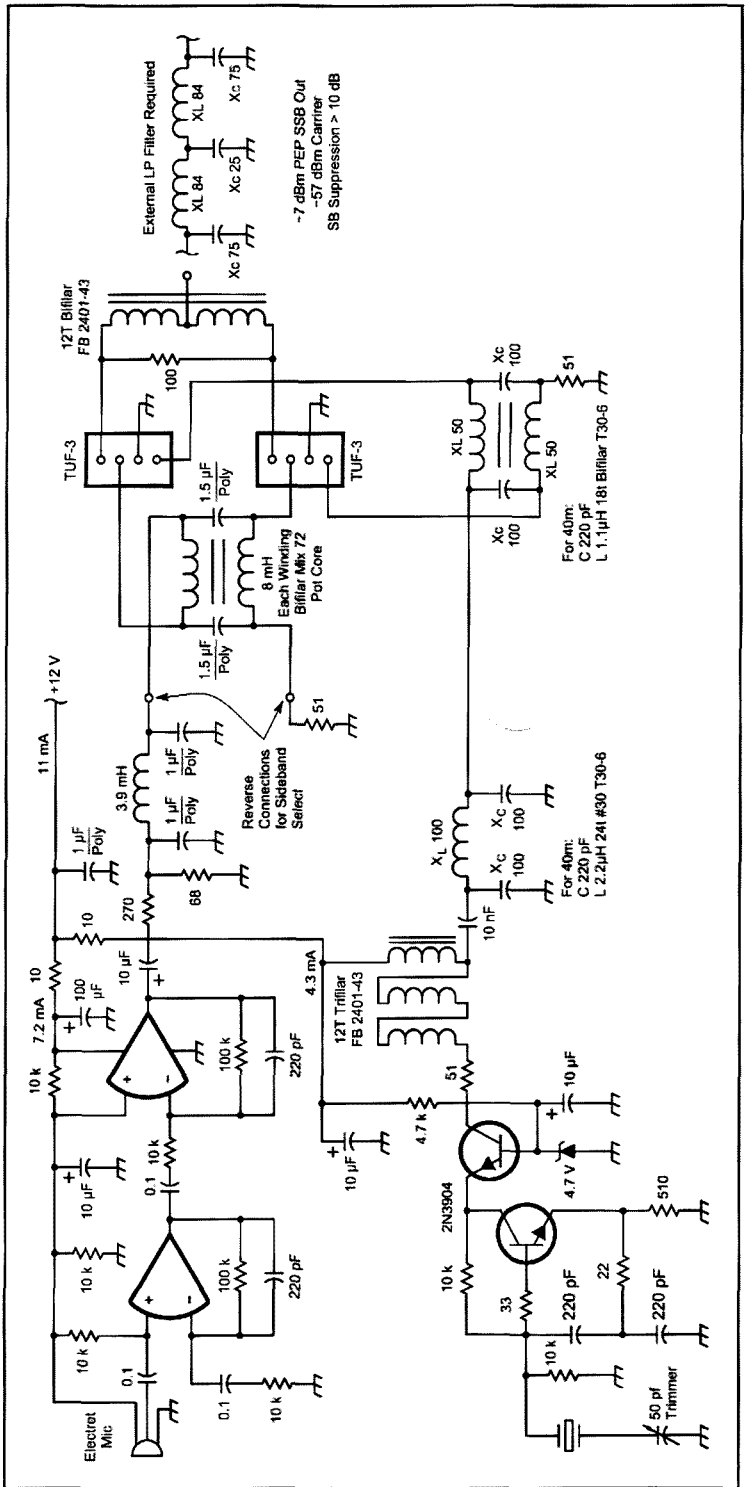 External LP Filter Required
XL 84
XL 84
Xc 75
Xc 25
Xc 75
-7 dBm PEP SSB Out
-57 dBm Carrirer
SB Suppression > 10 dB
12T Bifilar
FB 2401-43
100
TUF-3
TUF-3
1.5 µF
Poly
1.5 µF
Poly
8 mH
Each Winding
Bifilar Mix 72
Pot Core
51
Xc
100
XL 50
XL 50
Xc
100
51
For 40m:
C 220 pF
L 1.1µH 18t Bifilar T30-6
+12 V
11 mA
1 µF
Poly
3.9 mH
1 µF
Poly
1 µF
Poly
Reverse
Connections
for Sideband
Select
10
270
68
10
7.2 mA
100
µF
10 µF
+
10 k
+
+
−
100 k
220 pF
10 k
0.1
+
10 µF
10 k
10 k
+
−
100 k
220 pF
0.1
0.1
10 k
Electret
Mic
4.3 mA
12T Trifilar
FB 2401-43
10 nF
XL 100
XC
100
XC
100
For 40m:
C 220 pF
L 2.2µH 24t #30 T30-6
51
4.7 k
+
10 µF
+
10 µF
4.7 V
2N3904
10 k
33
220 pF
22
510
220 pF
10 k
50 pf
Trimmer